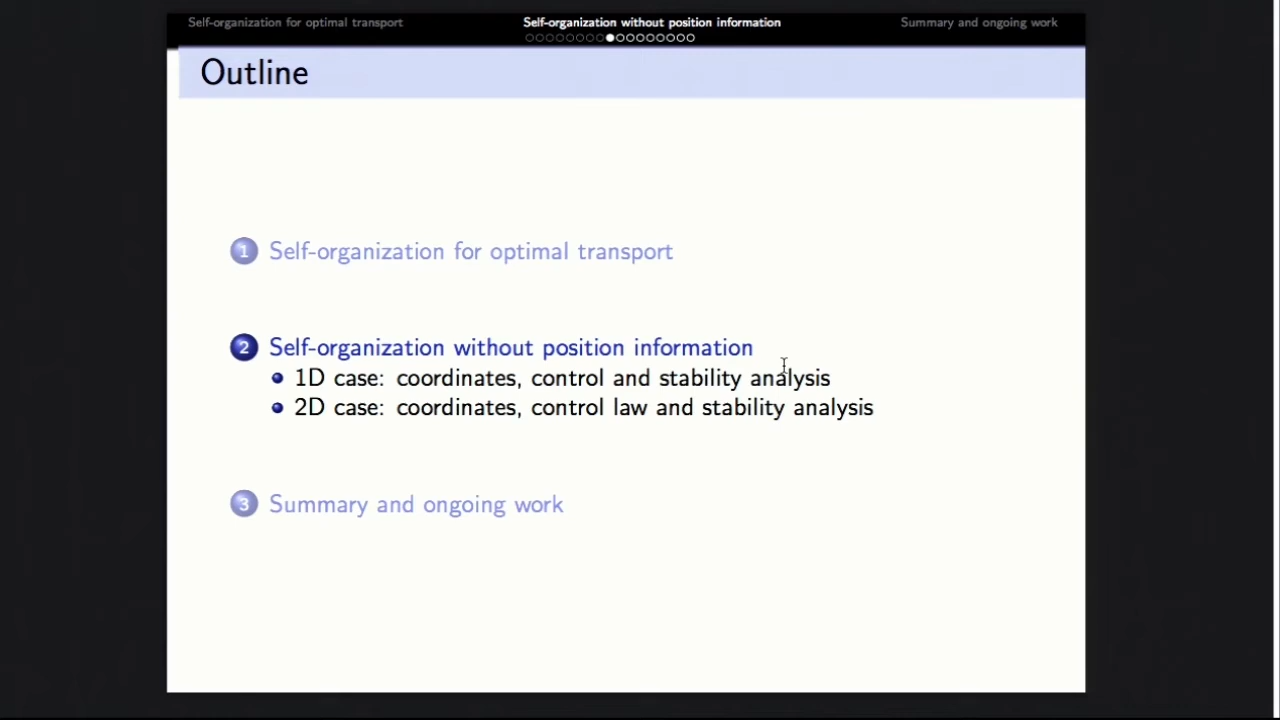 Self-organization for optimal transport
Self-organization without position information
Summary and ongoing work
Outline
1 Self-organization for optimal transport
2 Self-organization without position information
1D case: coordinates, control and stability analysis
2D case: coordinates, control law and stability analysis
3 Summary and ongoing work